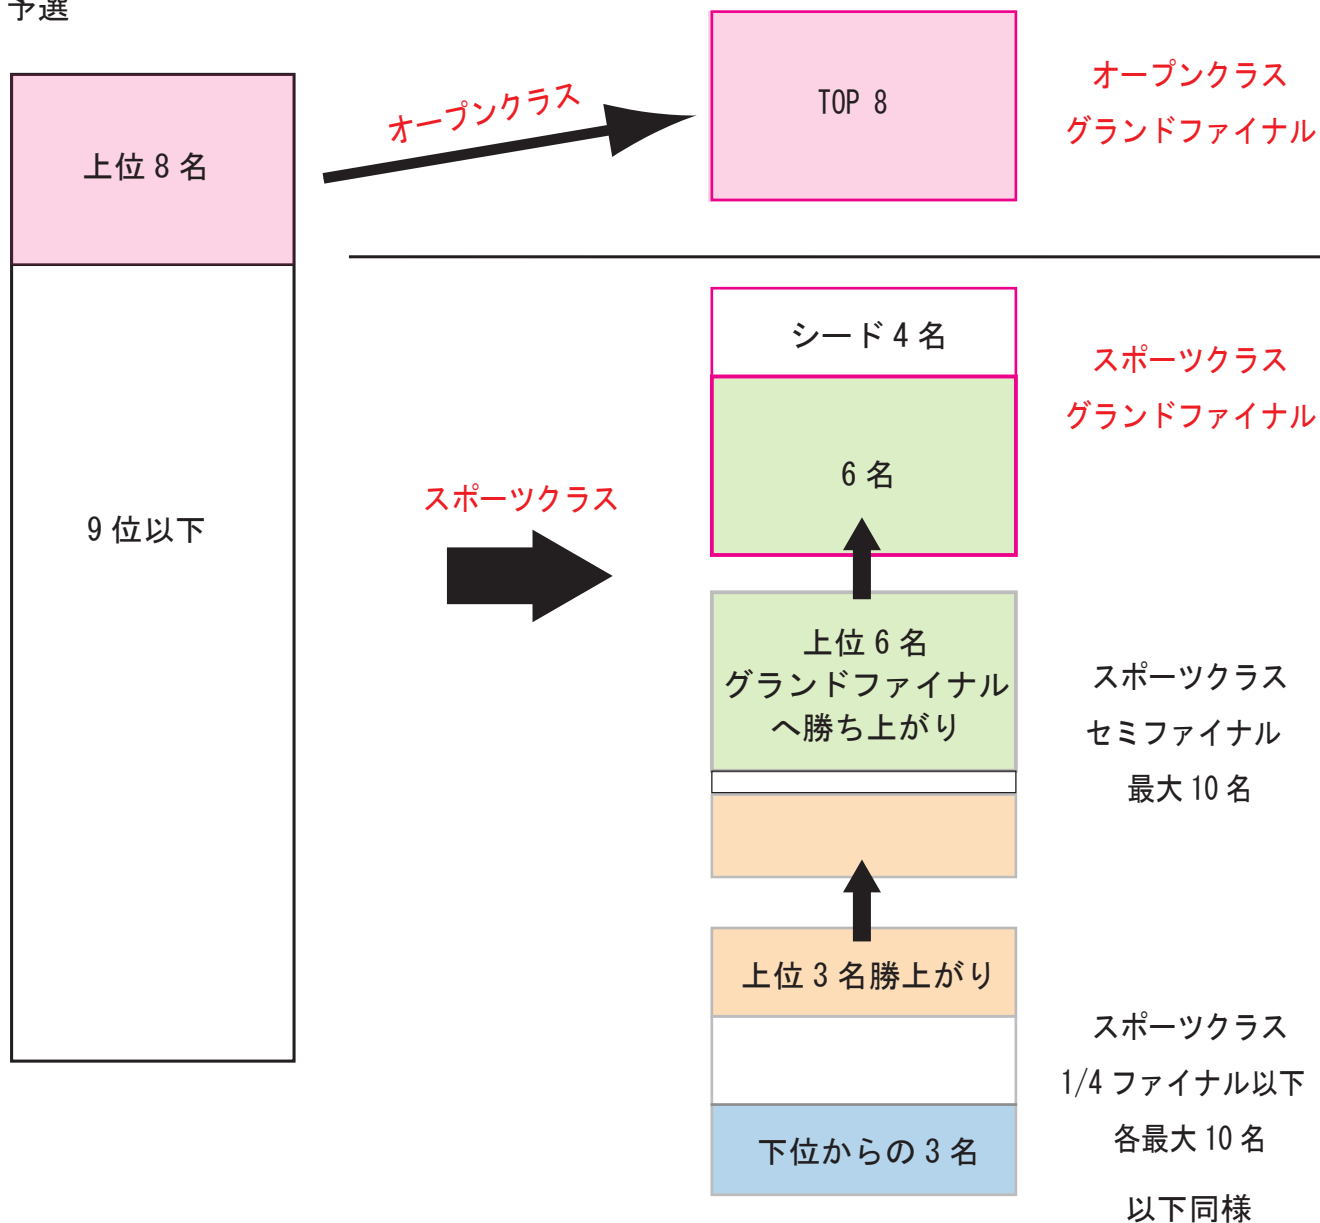 予選
上位 8 名
9 位以下
オープンクラス
TOP 8
オープンクラス
グランドファイナル
スポーツクラス
シード 4 名
6 名
スポーツクラス
グランドファイナル
上位 6 名
グランドファイナル
へ勝ち上がり
スポーツクラス
セミファイナル
最大 10 名
上位 3 名勝上がり
下位からの 3 名
スポーツクラス
1/4 ファイナル以下
各最大 10 名
以下同様